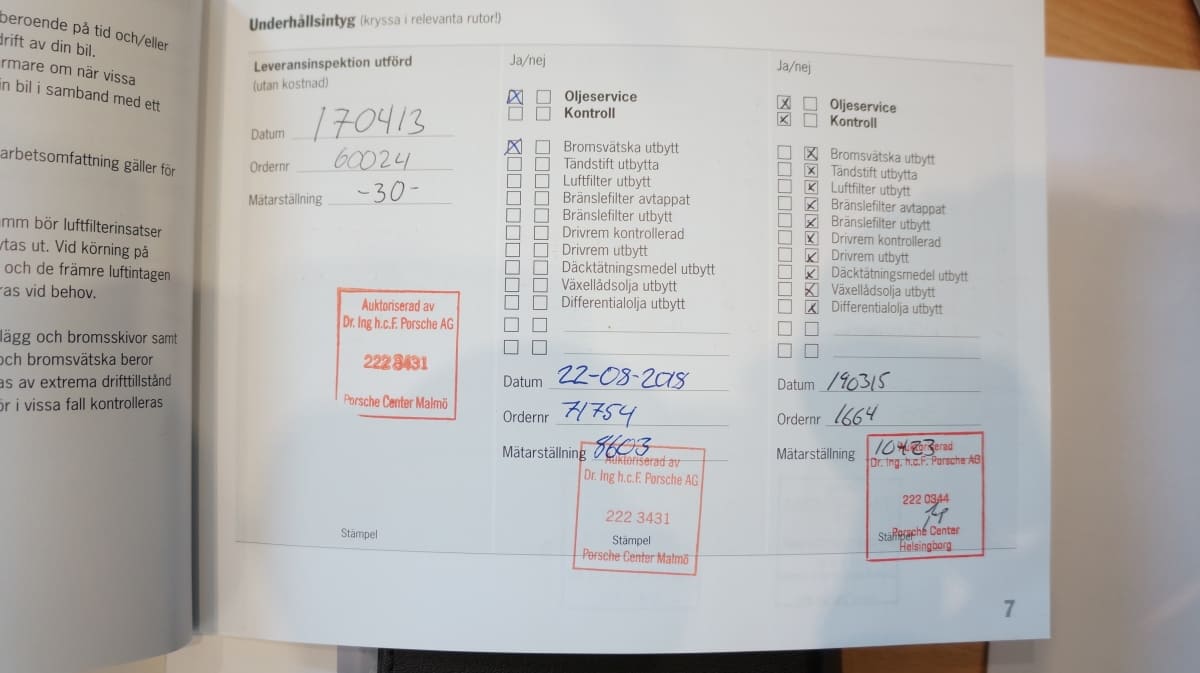 beroende på tid och/eller
drift av din bil.
rmare om när vissa
in bil i samband med ett
arbetsomfattning gäller för
mm bör luftfilterinsatser
ytas ut. Vid körning på
och de främre luftintagen
ras vid behov.
lägg och bromsskivor samt
och bromsvätska beror
as av extrema drifttillstånd
ör i vissa fall kontrolleras
Underhållsintyg (kryssa i relevanta rutor!)
Leveransinspektion utförd
(utan kostnad)
Datum 170413
Ordernr 60024
Mätarställning -30-
Auktoriserad av
Dr. Ing h.c.F. Porsche AG
222 3431
Porsche Center Malmö
Stämpel
Ja/nej
Oljeservice
Kontroll
Bromsvätska utbytt
Tändstift utbytta
Luftfilter utbytt
Bränslefilter avtappat
Bränslefilter utbytt
Drivrem kontrollerad
Drivrem utbytt
Däcktätningsmedel utbytt
Växellådsolja utbytt
Differentialolja utbytt
Datum 22-08-2018
Ordernr 71754
Mätarställning 8603
Auktoriserad av
Dr. Ing h.c.F. Porsche AG
222 3431
Stämpel
Porsche Center Malmö
Ja/nej
Oljeservice
Kontroll
Bromsvätska utbytt
Tändstift utbytta
Luftfilter utbytt
Bränslefilter avtappat
Bränslefilter utbytt
Drivrem kontrollerad
Drivrem utbytt
Däcktätningsmedel utbytt
Växellådsolja utbytt
Differentialolja utbytt
Datum 190315
Ordernr 1664
Mätarställning 10423
Auktoriserad
Dr. Ing. h.c.F. Porsche AG
222 0344
Porsche Center
Stämpel
Helsingborg
7